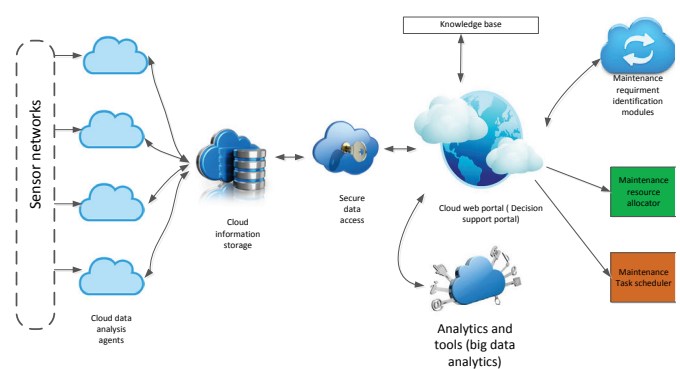 Sensor networks
Cloud data
analysis
agents
Cloud
information
storage
Secure
data
access
Knowledge base
Cloud web portal ( Decision
support portal)
Analytics and
tools (big data
analytics)
Maintenance
requirment
identification
modules
Maintenance
resource
allocator
Maintenance
Task scheduler